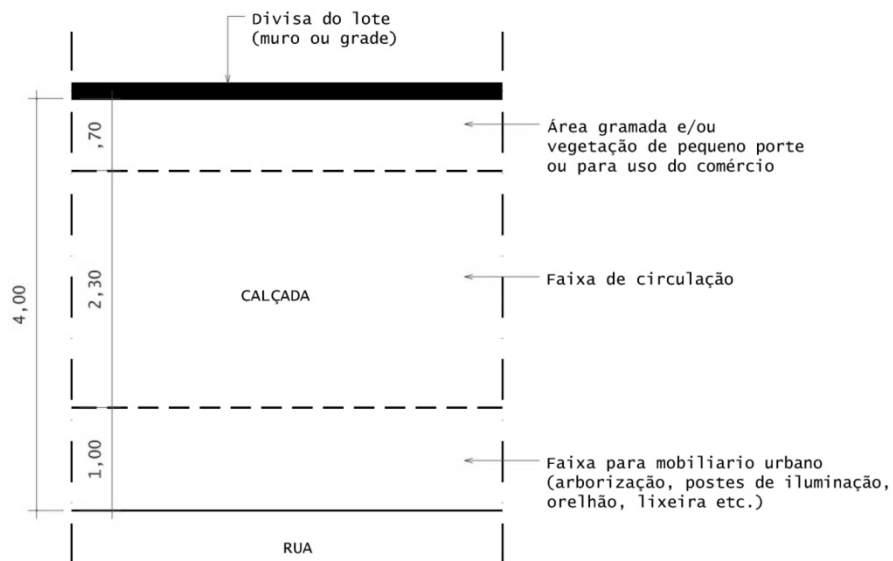 Divisa do lote
(muro ou grade)
,70
Área gramada e/ou
vegetação de pequeno porte
ou para uso do comércio
4,00
2,30
CALÇADA
Faixa de circulação
1,00
Faixa para mobiliario urbano
(arborização, postes de iluminação,
orelhão, lixeira etc.)
RUA